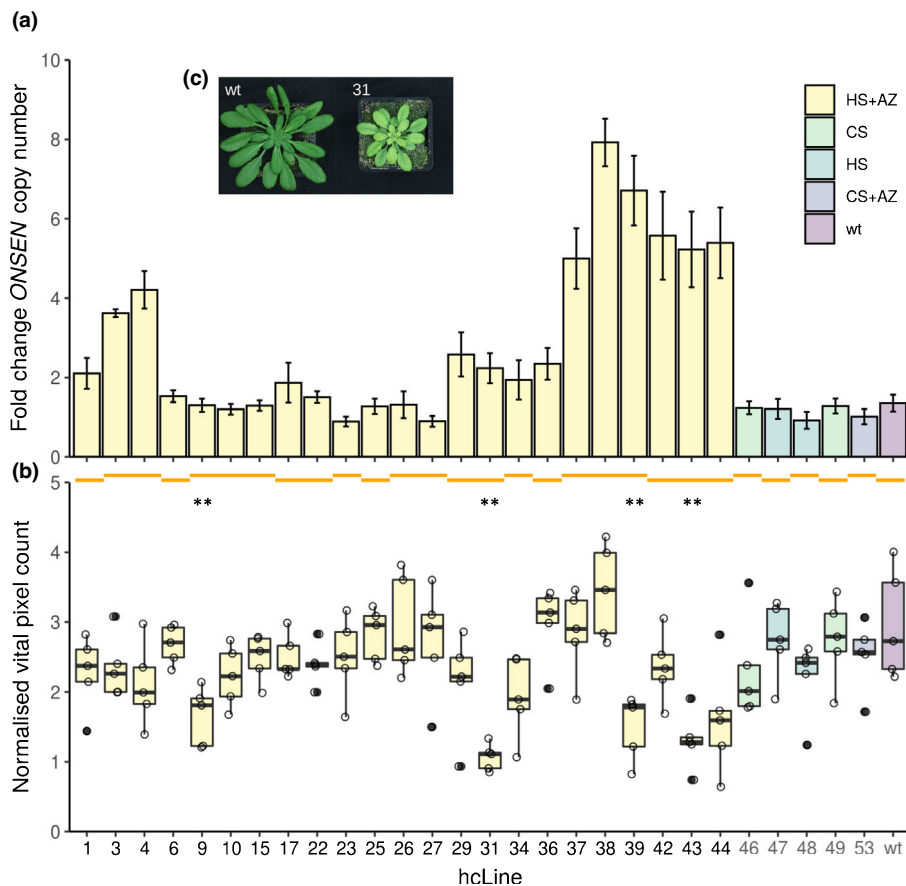 (a)
10
8
6
4
2
0
Fold change ONSEN copy number
(c)
wt
31
HS+AZ
CS
HS
CS+AZ
wt
(b)
5
4
3
2
1
0
Normalised vital pixel count
** ** ** **
1 3 4 6 9 10 15 17 22 23 25 26 27 29 31 34 36 37 38 39 42 43 44 46 47 48 49 53 wt
hcLine